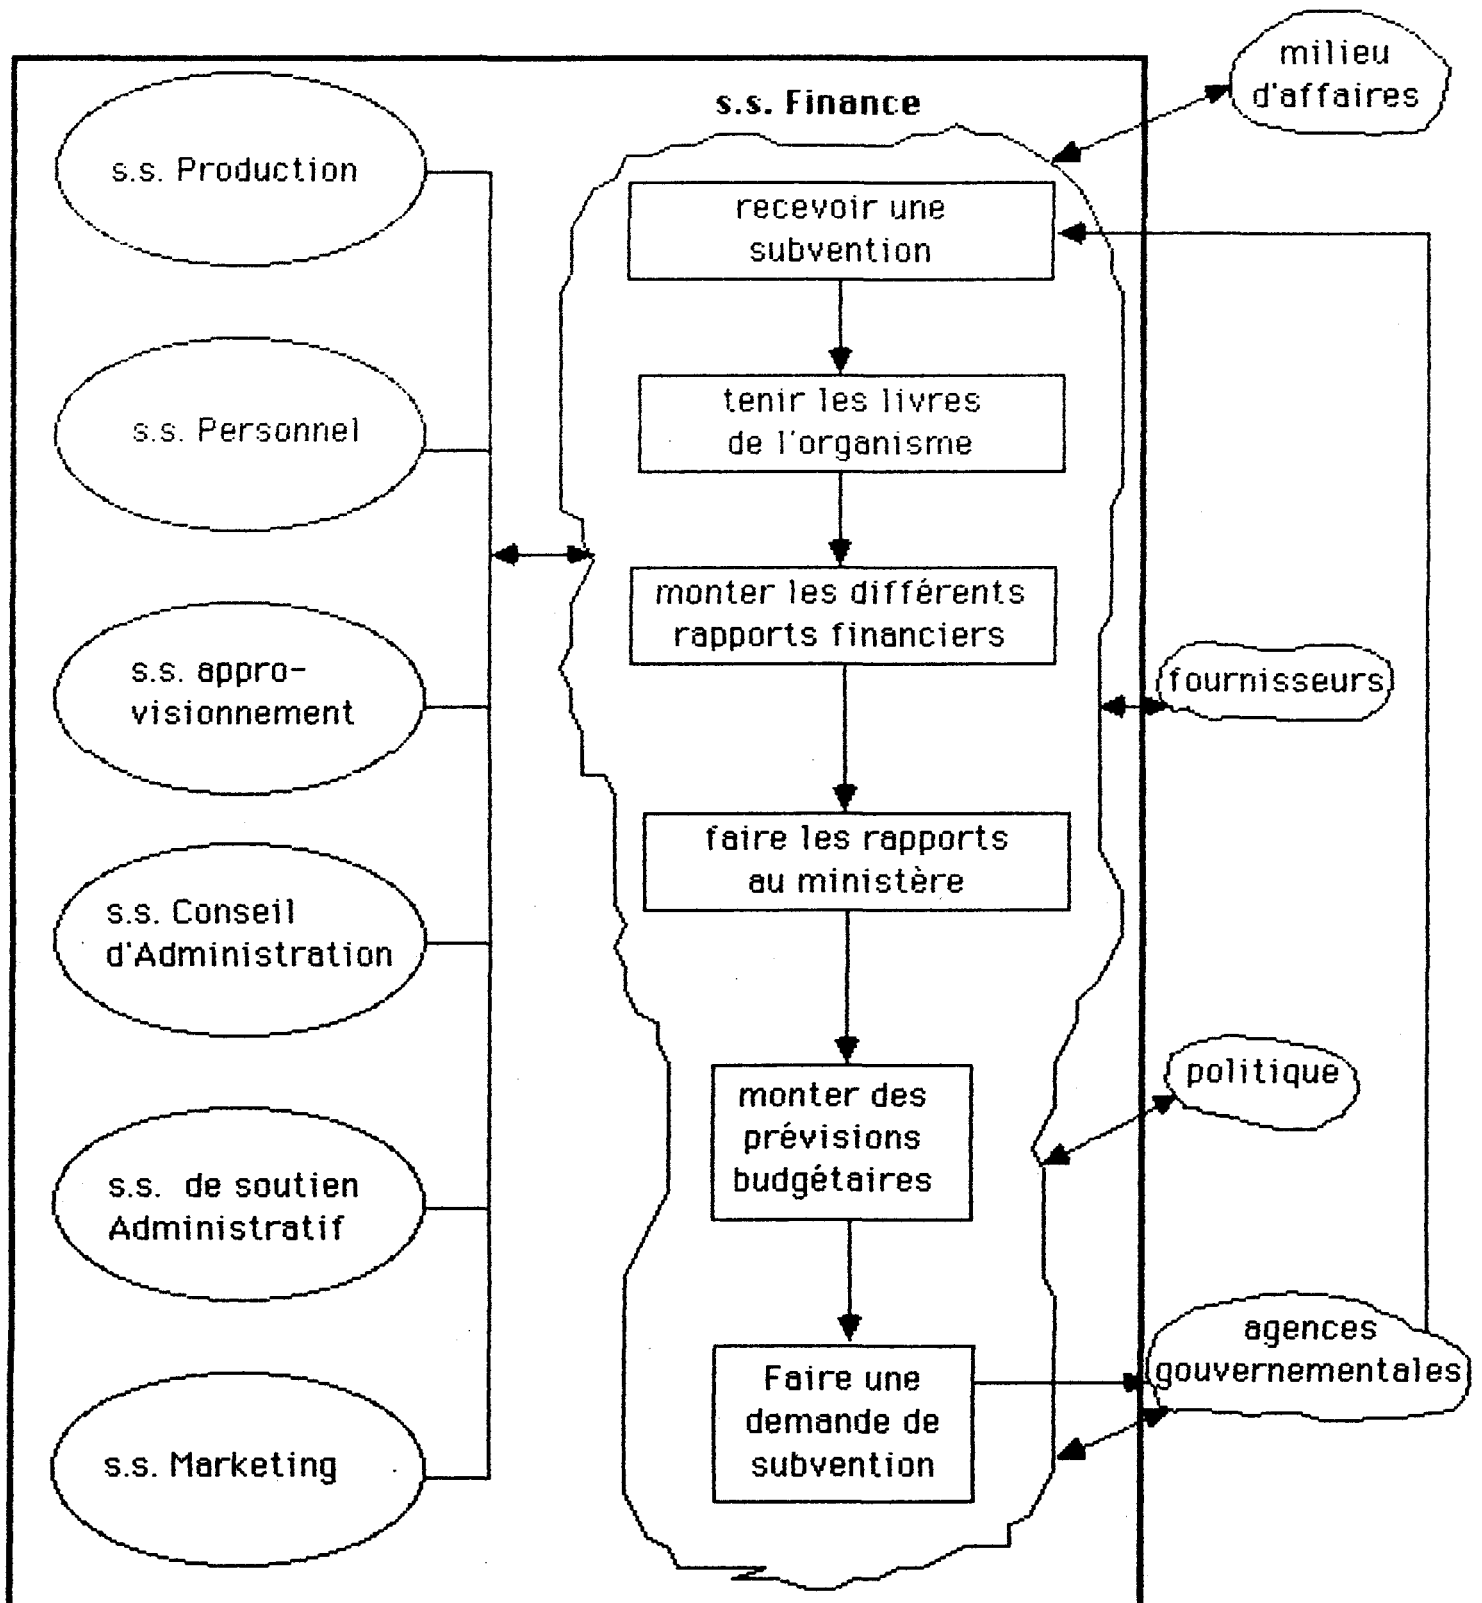 milieu
d'affaires
s.s. Finance
s.s. Production
recevoir une
subvention
s.s. Personnel
tenir les livres
de l'organisme
monter les différents
rapports financiers
s.s. appro-
visionnement
fournisseurs
faire les rapports
au ministère
s.s. Conseil
d'Administration
politique
monter des
prévisions
budgétaires
s.s. de soutien
Administratif
agences
gouvernementales
Faire une
demande de
subvention
s.s. Marketing